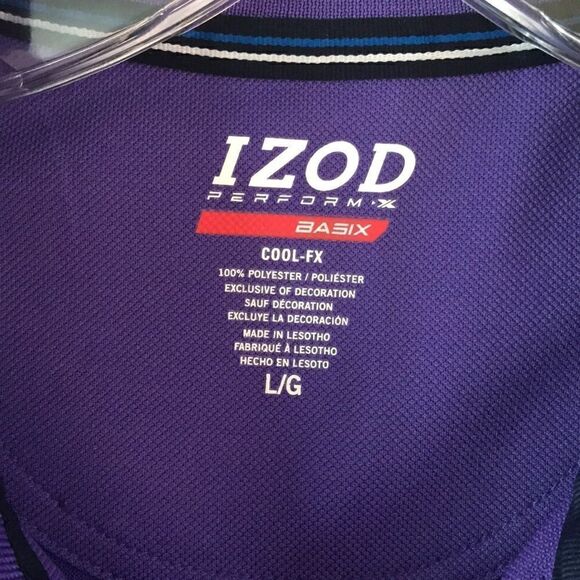 IZOD
PERFORM X
BASIX
COOL-FX
100% POLYESTER / POLIÉSTER
EXCLUSIVE OF DECORATION
SAUF DÉCORATION
EXCLUYE LA DECORACIÓN
MADE IN LESOTHO
FABRIQUÉ À LESOTHO
HECHO EN LESOTO
L/G